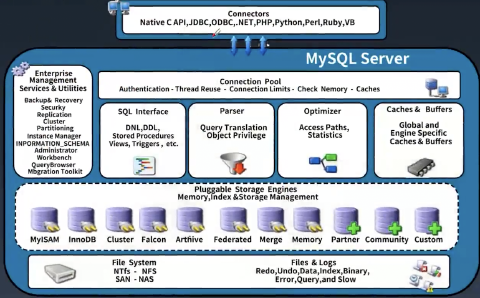 Connectors
Native C API,JDBC,ODBC,.NET,PHP,Python,Perl,Ruby,VB
MySQL Server
Enterprise
Management
Services & Utilities
Backup& Recovery
Security
Replication
Cluster
Partitioning
Instance Manager
INFORMATION_SCHEMA
Administrator
Workbench
QueryBrowser
Mbgration Toolkit
Connection Pool
Authentication - Thread Reuse - Connection Limits - Check Memory - Caches
SQL Interface
DNL,DDL,
Stored Procedures
Views, Triggers , etc.
Parser
Query Translation
Object Privilege
Optimizer
Access Paths,
Statistics
Caches & Buffers
Global and
Engine Specific
Caches & Buffers
Pluggable Storage Engines
Memory,Index &Storage Management
MyISAM InnoDB Cluster Falcon Arthive Federated Merge Memory Partner Community Custom
File System
NTfs - NFS
SAN - NAS
Files & Logs
Redo,Undo,Data,Index,Binary,
Error,Query,and Slow